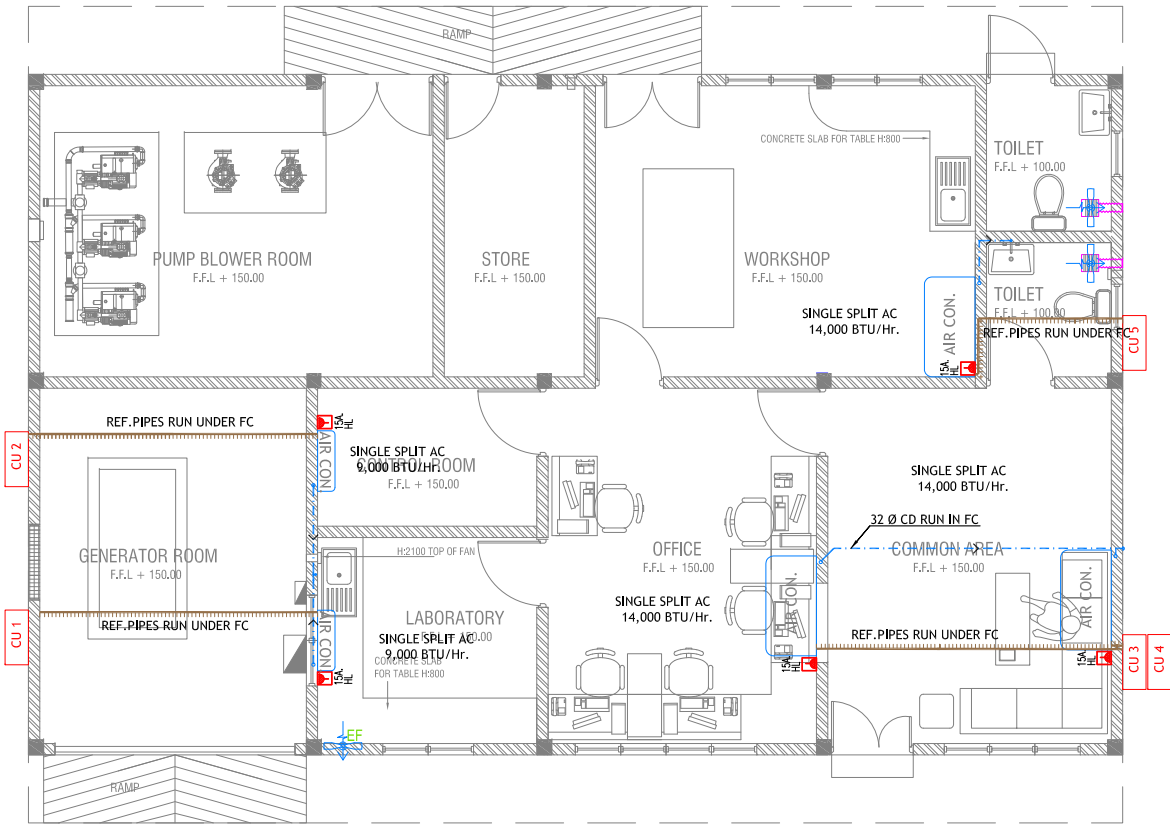 RAMP
CONCRETE SLAB FOR TABLE H:800
TOILET
F.F.L + 100.00
PUMP BLOWER ROOM
F.F.L + 150.00
STORE
F.F.L + 150.00
WORKSHOP
F.F.L + 150.00
TOILET
F.F.L + 100.00
SINGLE SPLIT AC
14,000 BTU/Hr.
AIR CON.
15A.
HL
REF.PIPES RUN UNDER FC
CU 5
REF.PIPES RUN UNDER FC
CU 2
15A.
HL
AIR CON.
SINGLE SPLIT AC
9,000 BTU/Hr.
CONTROL ROOM
F.F.L + 150.00
SINGLE SPLIT AC
14,000 BTU/Hr.
32 Ø CD RUN IN FC
GENERATOR ROOM
F.F.L + 150.00
H:2100 TOP OF FAN
OFFICE
F.F.L + 150.00
COMMON AREA
F.F.L + 150.00
AIR CON.
AIR CON.
SINGLE SPLIT AC
14,000 BTU/Hr.
CU 1
REF.PIPES RUN UNDER FC
AIR CON.
LABORATORY
SINGLE SPLIT AC
9,000 BTU/Hr.
CONCRETE SLAB
FOR TABLE H:800
15A.
HL
REF.PIPES RUN UNDER FC
15A.
HL
15A.
HL
CU 3
CU 4
EF
RAMP